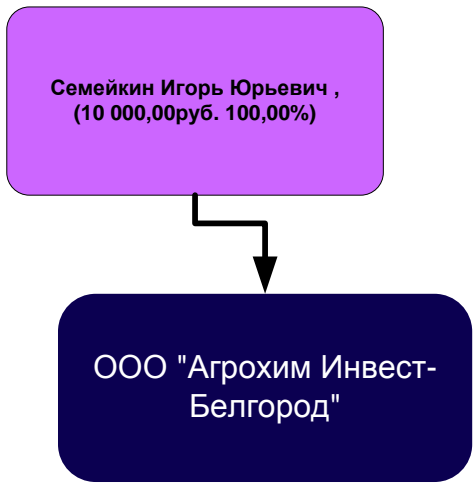 Семейкин Игорь Юрьевич ,
(10 000,00руб. 100,00%)
ООО "Агрохим Инвест-
Белгород"